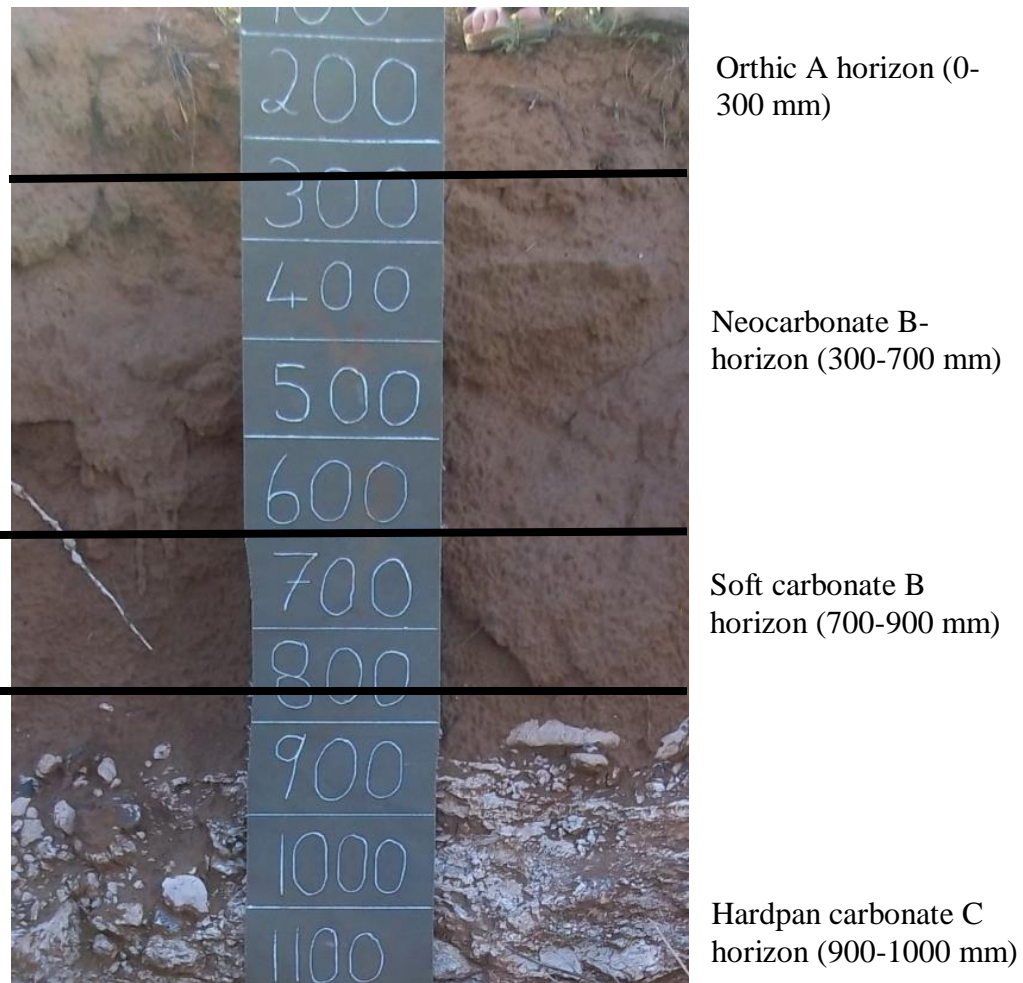 100
200
Orthic A horizon (0-
300 mm)
300
400
Neocarbonate B-
horizon (300-700 mm)
500
600
700
Soft carbonate B
horizon (700-900 mm)
800
900
1000
Hardpan carbonate C
horizon (900-1000 mm)
1100